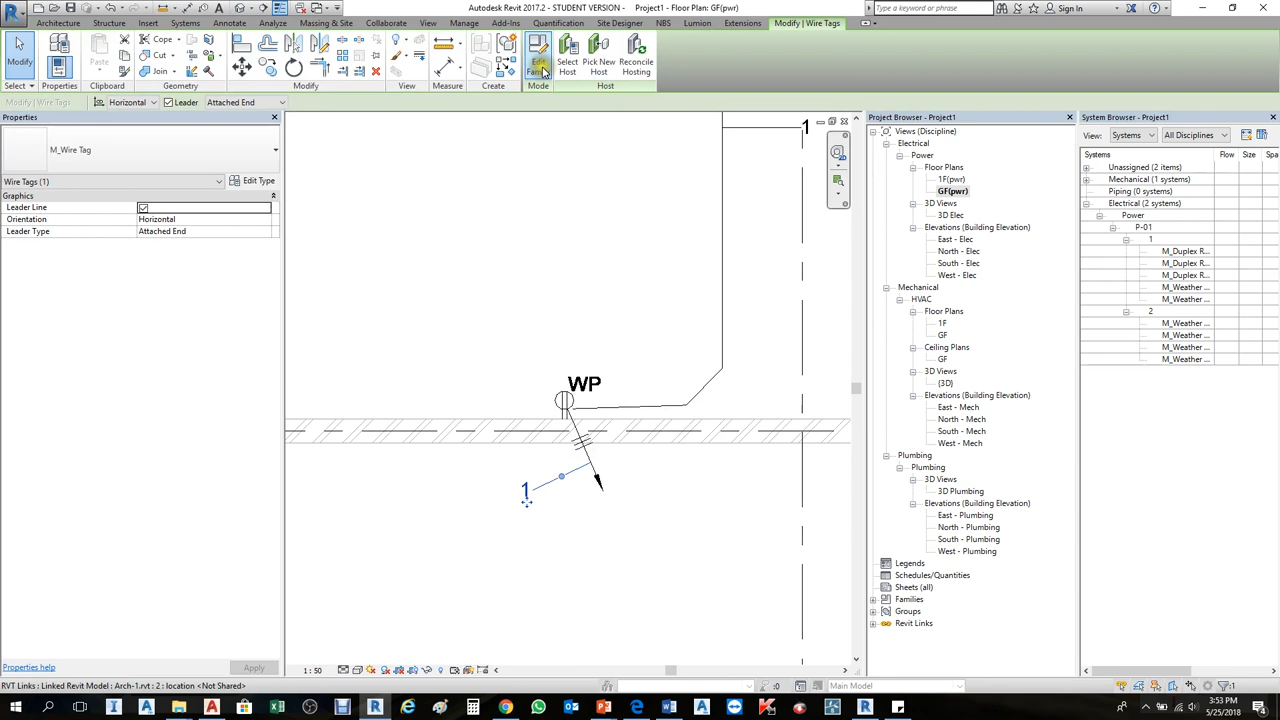 Autodesk Revit 2017.2 - STUDENT VERSION -    Project1 - Floor Plan: GF(pwr)
Type a keyword or phrase
Sign In
Architecture Structure Insert Systems Annotate Analyze Massing & Site Collaborate View Manage Add-Ins Quantification Site Designer NBS Lumion Extensions Modify | Wire Tags
Modify
Paste
Cope
Cut
Join
Edit Family
Select Host
Pick New Host
Reconcile Hosting
Select Properties Clipboard Geometry Modify View Measure Create Mode Host
Modify | Wire Tags
Horizontal
Leader
Attached End
Properties
M_Wire Tag
Wire Tags (1)
Edit Type
Graphics
Leader Line
Orientation Horizontal
Leader Type Attached End
Properties help
Apply
1
WP
1
1 : 50
Project Browser - Project1
Views (Discipline)
Electrical
Power
Floor Plans
1F(pwr)
GF(pwr)
3D Views
3D Elec
Elevations (Building Elevation)
East - Elec
North - Elec
South - Elec
West - Elec
Mechanical
HVAC
Floor Plans
1F
GF
Ceiling Plans
GF
3D Views
{3D}
Elevations (Building Elevation)
East - Mech
North - Mech
South - Mech
West - Mech
Plumbing
Plumbing
3D Views
3D Plumbing
Elevations (Building Elevation)
East - Plumbing
North - Plumbing
South - Plumbing
West - Plumbing
Legends
Schedules/Quantities
Sheets (all)
Families
Groups
Revit Links
System Browser - Project1
View: Systems All Disciplines
Systems Flow Size Spa
Unassigned (2 items)
Mechanical (1 systems)
Piping (0 systems)
Electrical (2 systems)
Power
P-01
1
M_Duplex R...
M_Duplex R...
M_Duplex R...
M_Weather ...
M_Weather ...
2
M_Weather ...
M_Weather ...
M_Weather ...
M_Weather ...
RVT Links : Linked Revit Model : Arch-1.rvt : 2 : location <Not Shared>
:0
Main Model
:1
3:53 PM
5/25/2018